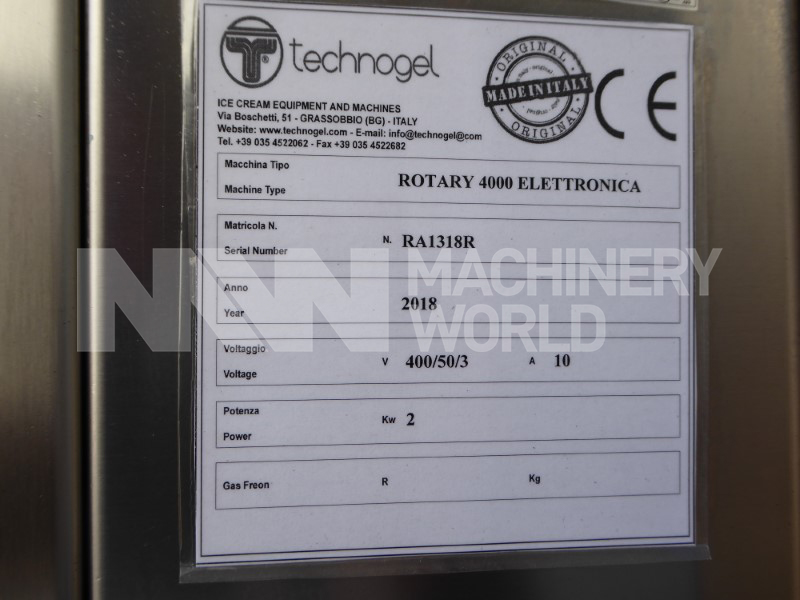 technogel
ORIGINAL
MADE IN ITALY
ORIGINAL
CE
ICE CREAM EQUIPMENT AND MACHINES
Via Boschetti, 51 - GRASSOBBIO (BG) - ITALY
Website: www.technogel.com - E-mail: info@technogel@com
Tel. +39 035 4522062 - Fax +39 035 4522682
Macchina Tipo
Machine Type ROTARY 4000 ELETTRONICA
Matricola N.
Serial Number N. RA1318R
Anno
Year 2018
Voltaggio
Voltage V 400/50/3 A 10
Potenza
Power Kw 2
Gas Freon R Kg
MW MACHINERY
WORLD